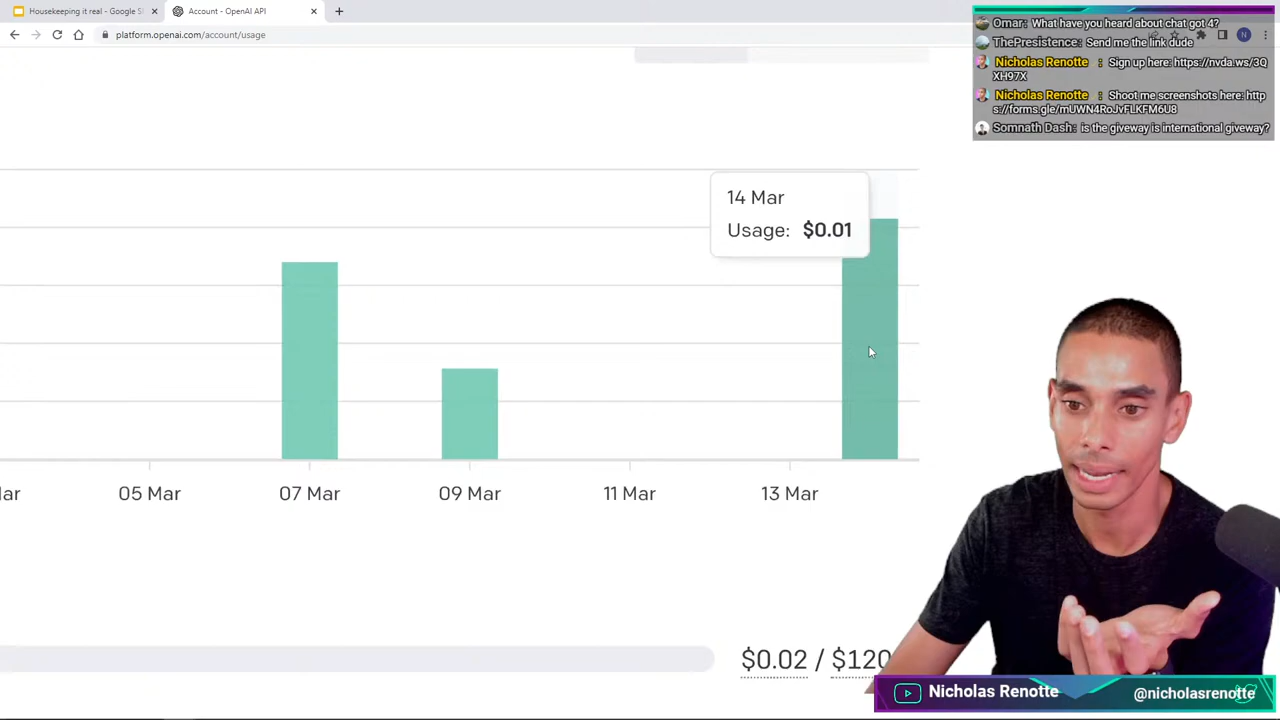 Housekeeping it real - Google Sl
Account - OpenAI API
platform.openai.com/account/usage
Omar: What have you heard about chat got 4?
ThePresistence: Send me the link dude
Nicholas Renotte : Sign up here: https://nvda.ws/3Q
XH97X
Nicholas Renotte : Shoot me screenshots here: http
s://forms.gle/mUWN4RoJvFLKFM6U8
Somnath Dash: is the giveway is international giveway?
N
14 Mar
Usage: $0.01
05 Mar
07 Mar
09 Mar
11 Mar
13 Mar
$0.02 / $120
Nicholas Renotte
@nicholasrenotte